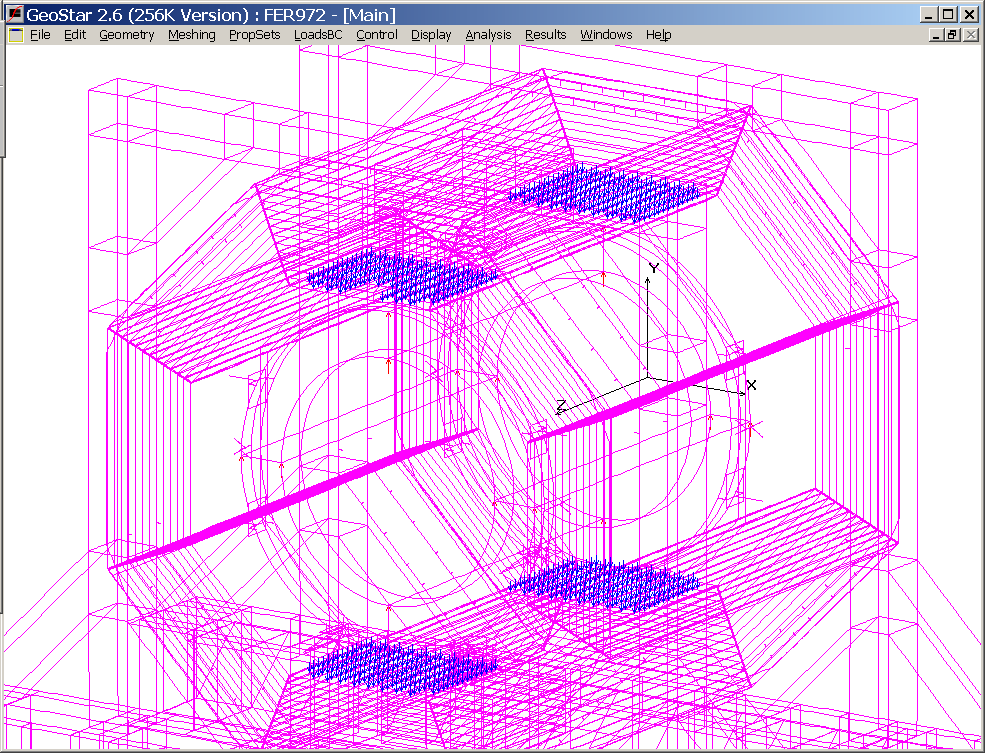 GeoStar 2.6 (256K Version) : FER972 - [Main]
File Edit Geometry Meshing PropSets LoadsBC Control Display Analysis Results Windows Help
Y
X
Z